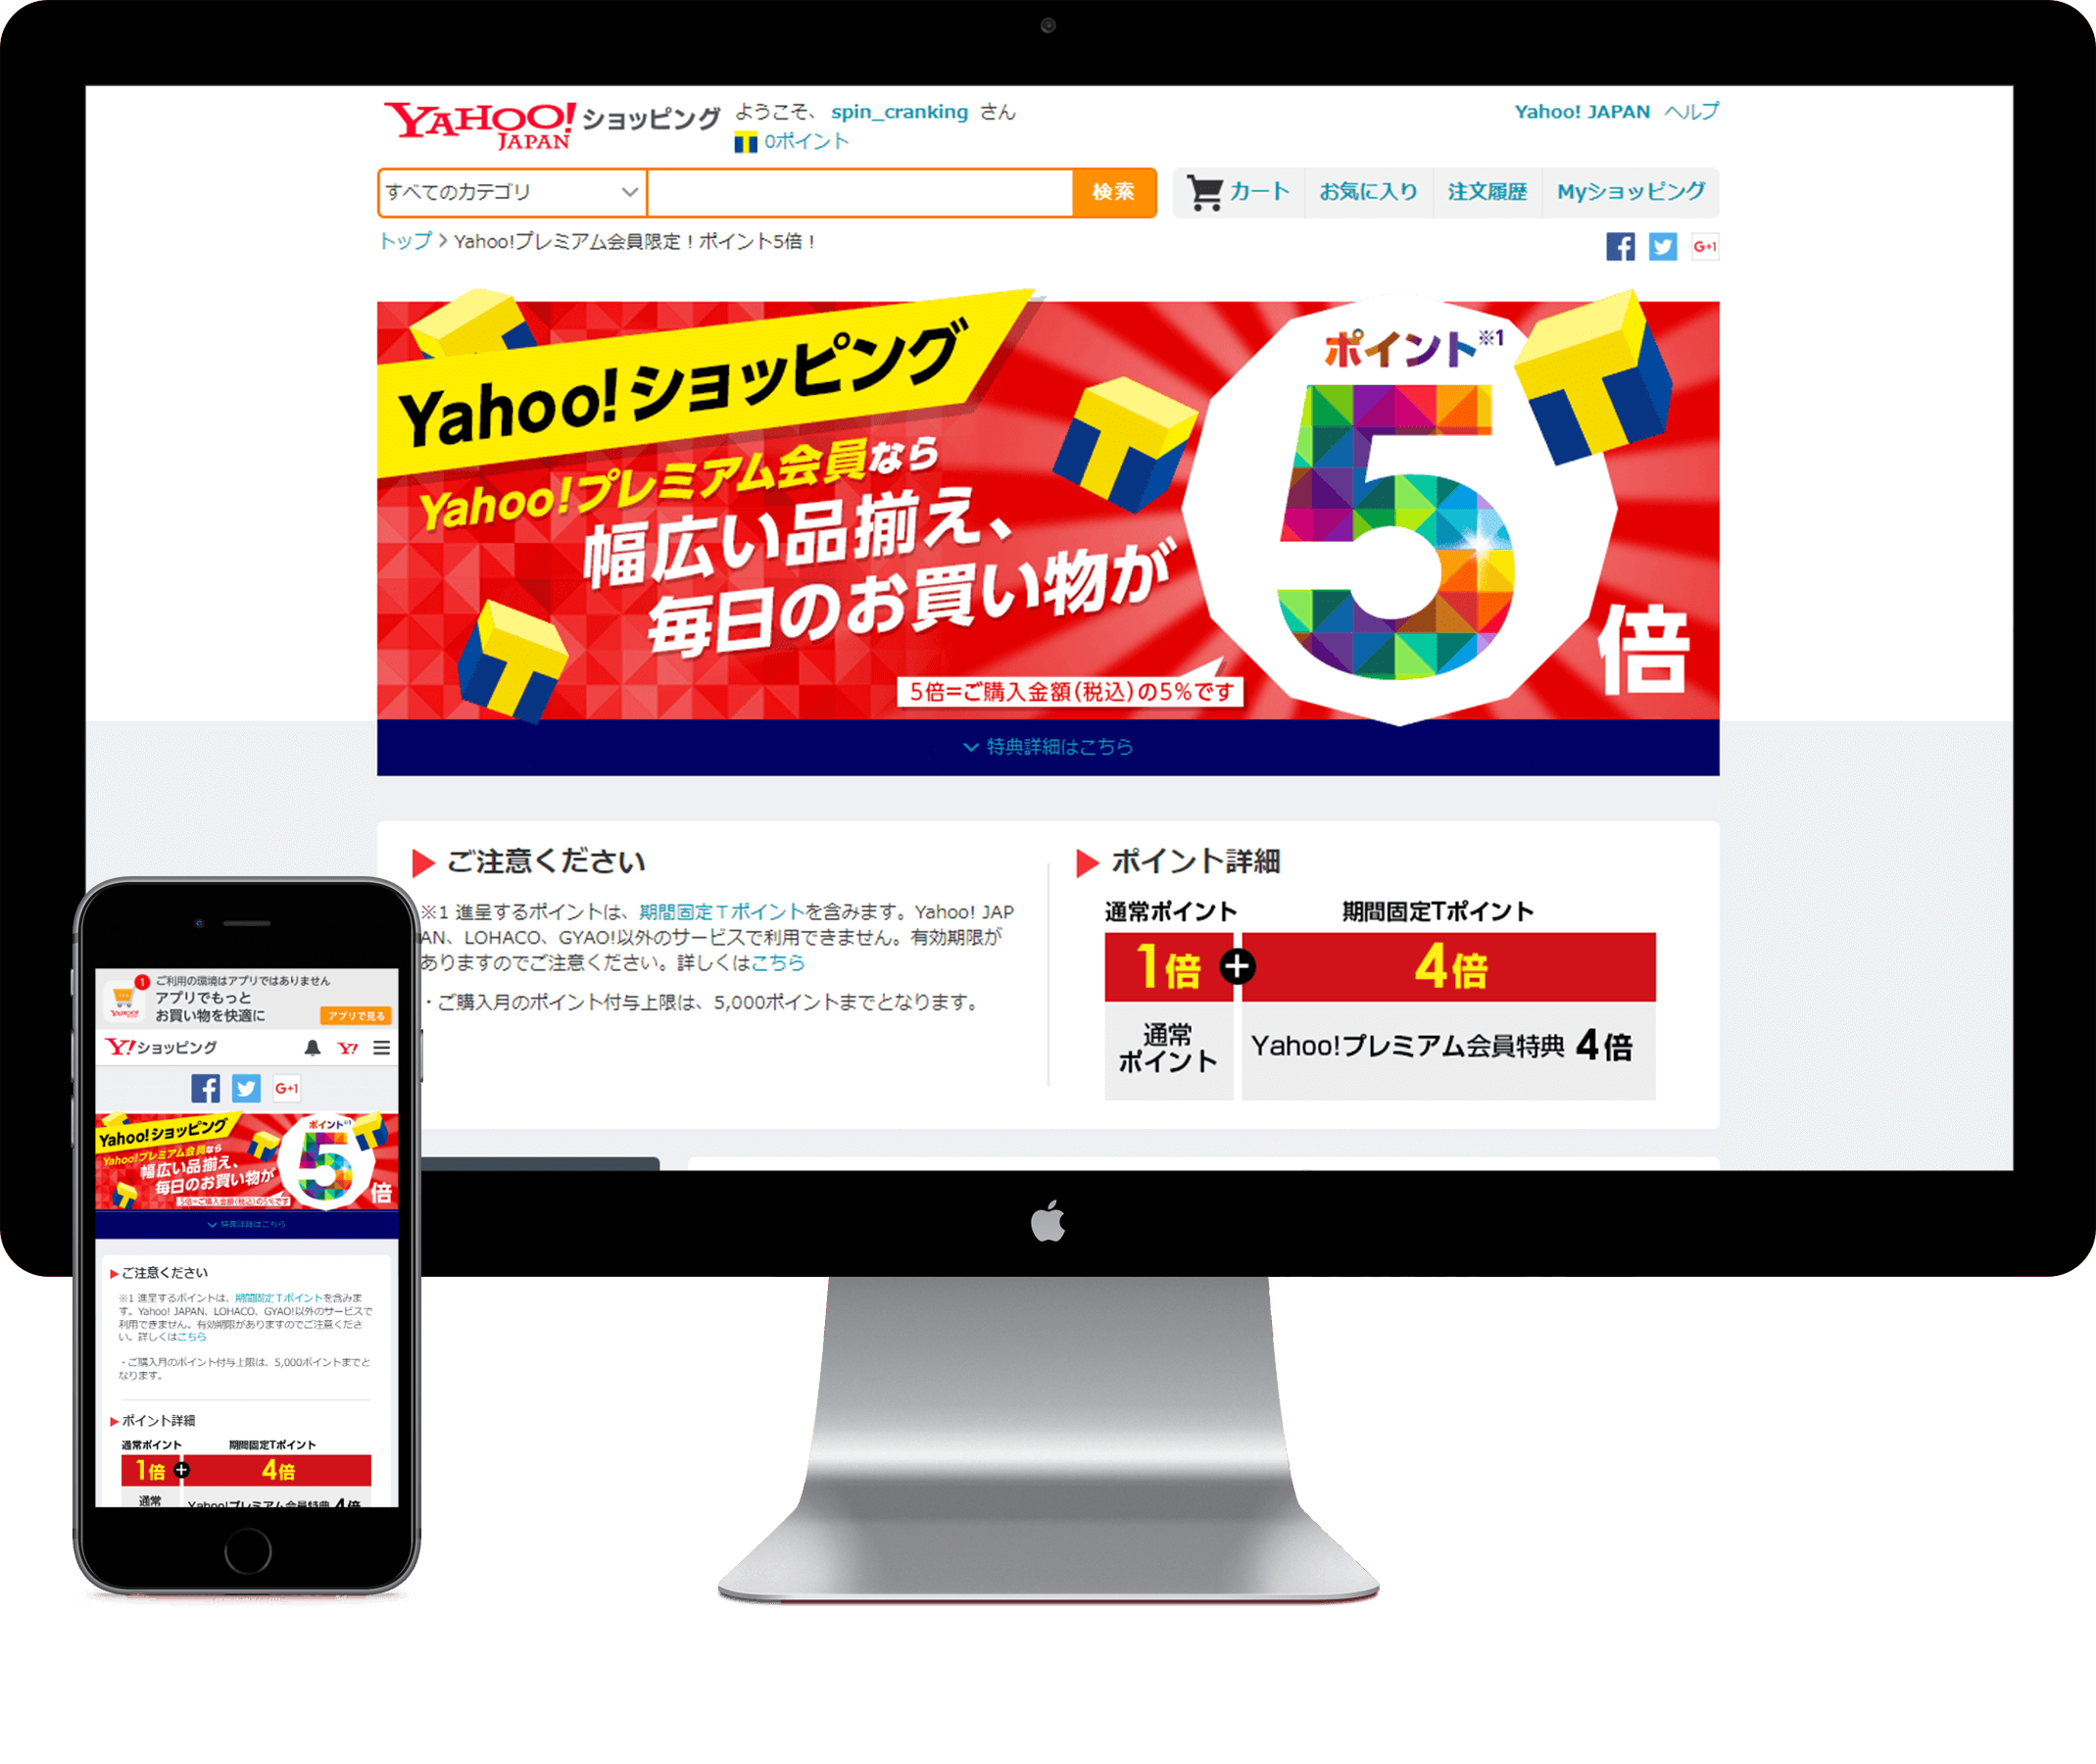 YAHOO! JAPAN ショッピング
ようこそ、 spin_cranking さん
T 0ポイント
Yahoo! JAPAN ヘルプ
すべてのカテゴリ
検索
カート
お気に入り
注文履歴
Myショッピング
トップ > Yahoo!プレミアム会員限定！ポイント5倍！
G+1
Yahoo!ショッピング
Yahoo!プレミアム会員なら
幅広い品揃え、
毎日のお買い物が
ポイント※1
5
倍
5倍=ご購入金額(税込)の5%です
特典詳細はこちら
ご注意ください
※1 進呈するポイントは、期間固定Ｔポイントを含みます。Yahoo! JAP
AN、LOHACO、GYAO!以外のサービスで利用できません。有効期限が
ありますのでご注意ください。詳しくはこちら
・ご購入月のポイント付与上限は、5,000ポイントまでとなります。
ポイント詳細
通常ポイント
期間固定Tポイント
1倍 + 4倍
通常
ポイント
Yahoo!プレミアム会員特典 4倍
1
YAHOO!
ご利用の環境はアプリではありません
アプリでもっと
お買い物を快適に
アプリで見る
Y!ショッピング
Y!
G+1
Yahoo!ショッピング
Yahoo!プレミアム会員なら
幅広い品揃え、
毎日のお買い物が
ポイント※1
5
倍
5倍=ご購入金額(税込)の5%です
特典詳細はこちら
ご注意ください
※1 進呈するポイントは、期間固定Ｔポイントを含みま
す。Yahoo! JAPAN、LOHACO、GYAO!以外のサービスで
利用できません。有効期限がありますのでご注意くださ
い。詳しくはこちら
・ご購入月のポイント付与上限は、5,000ポイントまでと
なります。
ポイント詳細
通常ポイント
期間固定Tポイント
1倍 + 4倍
通常
Yahoo!プレミアム会員特典 4倍